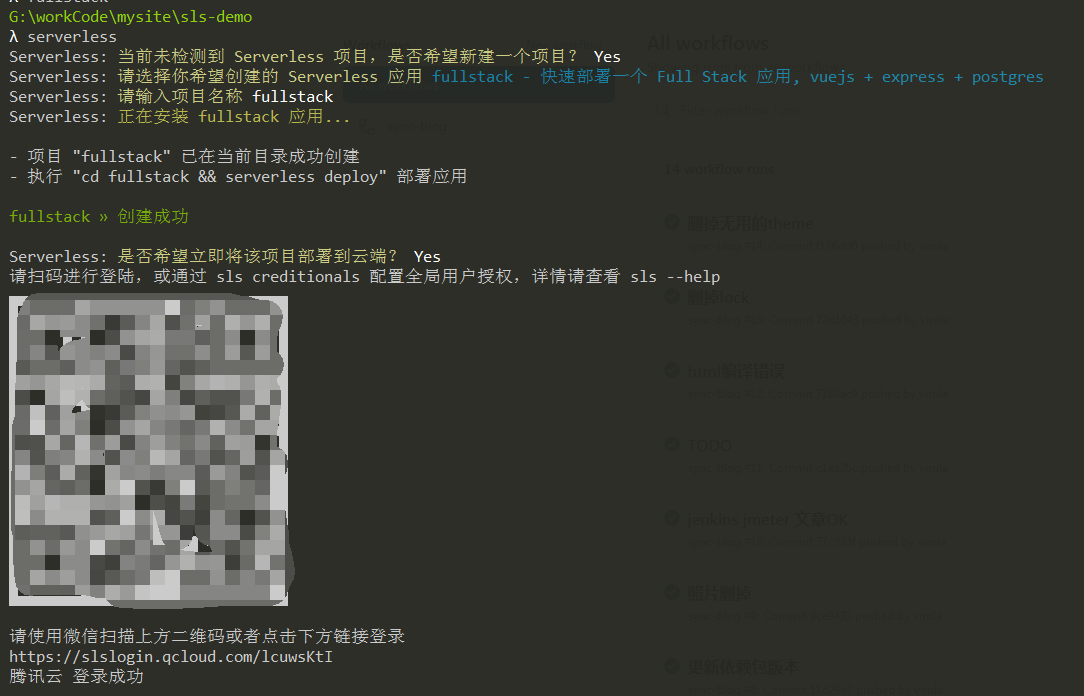 λ fullstack
G:\workCode\mysite\sls-demo
λ serverless
Serverless: 当前未检测到 Serverless 项目，是否希望新建一个项目？ Yes
Serverless: 请选择你希望创建的 Serverless 应用 fullstack - 快速部署一个 Full Stack 应用, vuejs + express + postgres
Serverless: 请输入项目名称 fullstack
Serverless: 正在安装 fullstack 应用...
- 项目 "fullstack" 已在当前目录成功创建
- 执行 "cd fullstack && serverless deploy" 部署应用
fullstack » 创建成功
Serverless: 是否希望立即将该项目部署到云端？ Yes
请扫码进行登陆，或通过 sls creditionals 配置全局用户授权，详情请查看 sls --help
请使用微信扫描上方二维码或者点击下方链接登录
https://slslogin.qcloud.com/lcuwsKtI
腾讯云 登录成功
All workflows
14 workflow runs
删掉无用的theme
删掉lock
html编译错误
TODO
jenkins jmeter 文章OK
图片删掉
更新依赖包版本